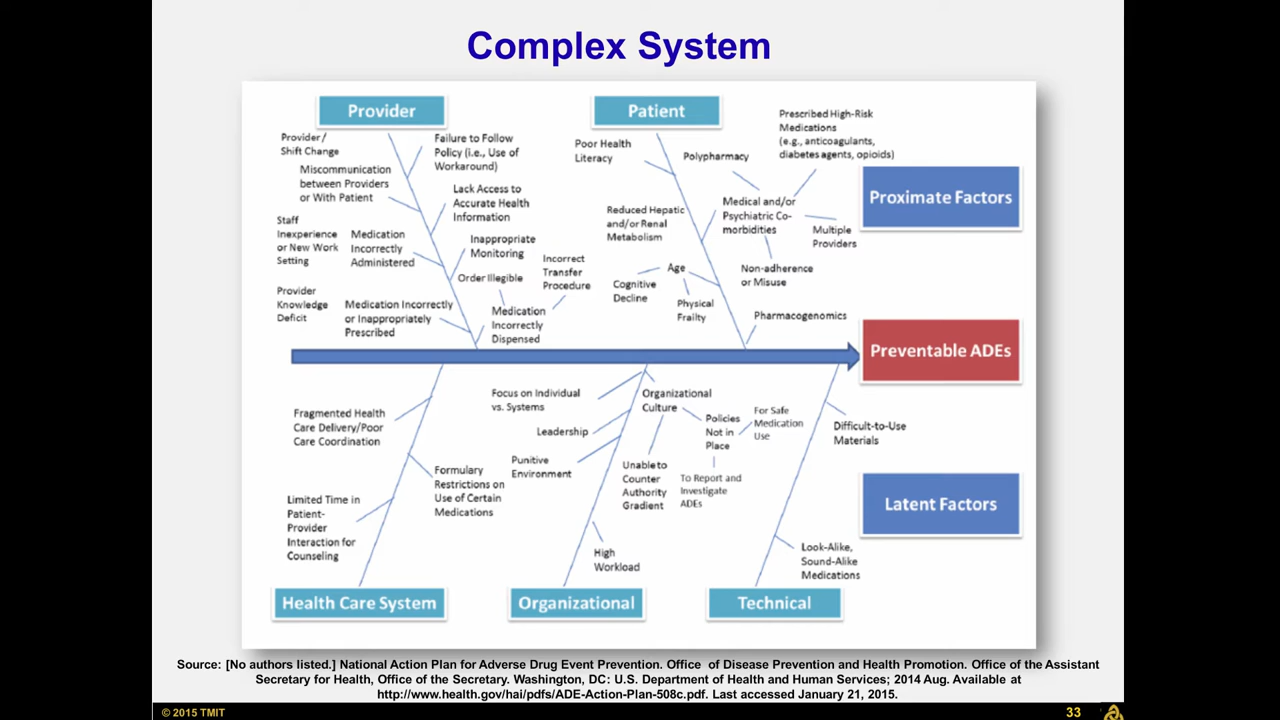 Complex System
Provider
Patient
Provider/
Shift Change
Failure to Follow
Policy (i.e., Use of
Workaround)
Miscommunication
between Providers
or With Patient
Lack Access to
Accurate Health
Information
Staff
Inexperience
or New Work
Setting
Medication
Incorrectly
Administered
Inappropriate
Monitoring
Order Illegible
Incorrect
Transfer
Procedure
Provider
Knowledge
Deficit
Medication Incorrectly
or Inappropriately
Prescribed
Medication
Incorrectly
Dispensed
Poor Health
Literacy
Polypharmacy
Prescribed High-Risk
Medications
(e.g., anticoagulants,
diabetes agents, opioids)
Reduced Hepatic
and/or Renal
Metabolism
Medical and/or
Psychiatric Co-
morbidities
Multiple
Providers
Age
Cognitive
Decline
Physical
Frailty
Non-adherence
or Misuse
Pharmacogenomics
Proximate Factors
Preventable ADEs
Fragmented Health
Care Delivery/Poor
Care Coordination
Formulary
Restrictions on
Use of Certain
Medications
Limited Time in
Patient-
Provider
Interaction for
Counseling
Focus on Individual
vs. Systems
Leadership
Punitive
Environment
Organizational
Culture
Policies
Not in
Place
For Safe
Medication
Use
Unable to
Counter
Authority
Gradient
To Report and
Investigate
ADEs
High
Workload
Difficult-to-Use
Materials
Look-Alike,
Sound-Alike
Medications
Latent Factors
Health Care System
Organizational
Technical
Source: [No authors listed.] National Action Plan for Adverse Drug Event Prevention. Office of Disease Prevention and Health Promotion. Office of the Assistant
Secretary for Health, Office of the Secretary. Washington, DC: U.S. Department of Health and Human Services; 2014 Aug. Available at
http://www.health.gov/hai/pdfs/ADE-Action-Plan-508c.pdf. Last accessed January 21, 2015.
© 2015 TMIT
33